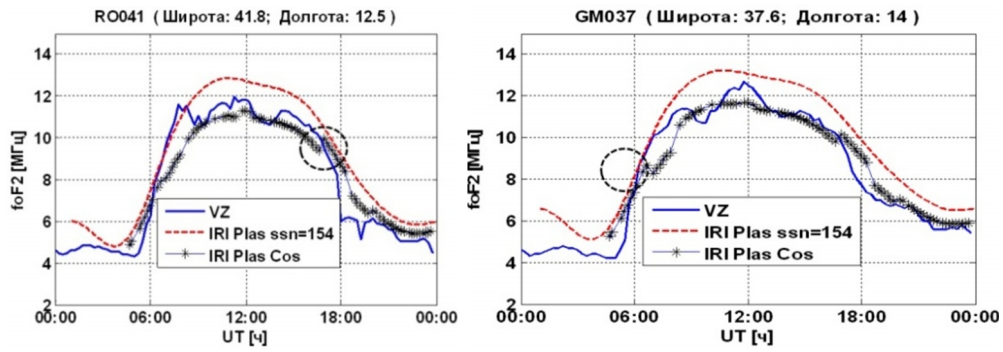 RO041 ( Широта: 41.8; Долгота: 12.5 )
foF2 [МГц]
14
12
10
8
6
4
2
VZ
IRI Plas ssn=154
IRI Plas Cos
00:00 06:00 12:00 18:00 00:00
UT [ч]
GM037 ( Широта: 37.6; Долгота: 14 )
foF2 [МГц]
14
12
10
8
6
4
2
VZ
IRI Plas ssn=154
IRI Plas Cos
00:00 06:00 12:00 18:00 00:00
UT [ч]